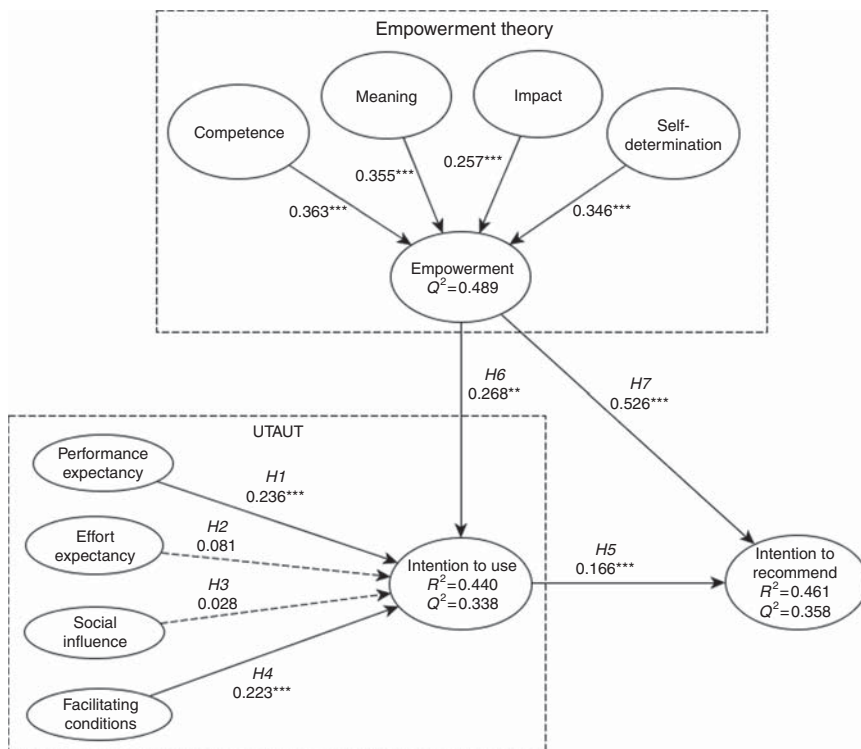 Empowerment theory
Competence
Meaning
Impact
Self-
determination
0.363***
0.355***
0.257***
0.346***
Empowerment
Q²=0.489
H6
0.268**
H7
0.526***
UTAUT
Performance
expectancy
H1
0.236***
Effort
expectancy
H2
0.081
H3
0.028
Social
influence
H4
0.223***
Facilitating
conditions
Intention to use
R²=0.440
Q²=0.338
H5
0.166***
Intention to
recommend
R²=0.461
Q²=0.358